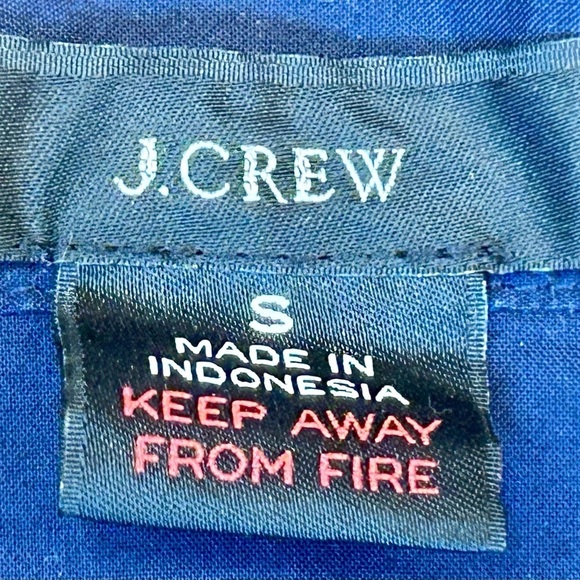 J.CREW
S
MADE IN
INDONESIA
KEEP AWAY
FROM FIRE